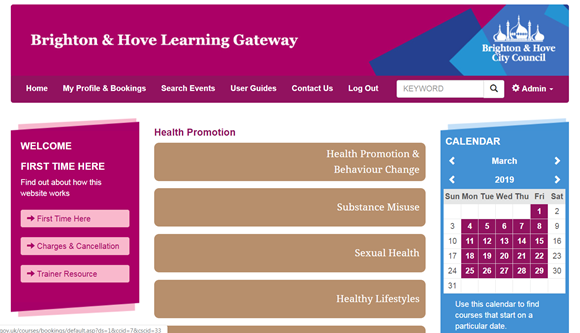 Brighton & Hove Learning Gateway
Brighton & Hove
City Council
Home My Profile & Bookings Search Events User Guides Contact Us Log Out KEYWORD Admin
WELCOME
FIRST TIME HERE
Find out about how this
website works
First Time Here
Charges & Cancellation
Trainer Resource
Health Promotion
Health Promotion &
Behaviour Change
Substance Misuse
Sexual Health
Healthy Lifestyles
CALENDAR
March
2019
Sun Mon Tue Wed Thu Fri Sat
1 2
3 4 5 6 7 8 9
10 11 12 13 14 15 16
17 18 19 20 21 22 23
24 25 26 27 28 29 30
31
Use this calendar to find
courses that start on a
particular date.
gov.uk/courses/bookings/default.asp?ds=1&ccid=7&cscid=33